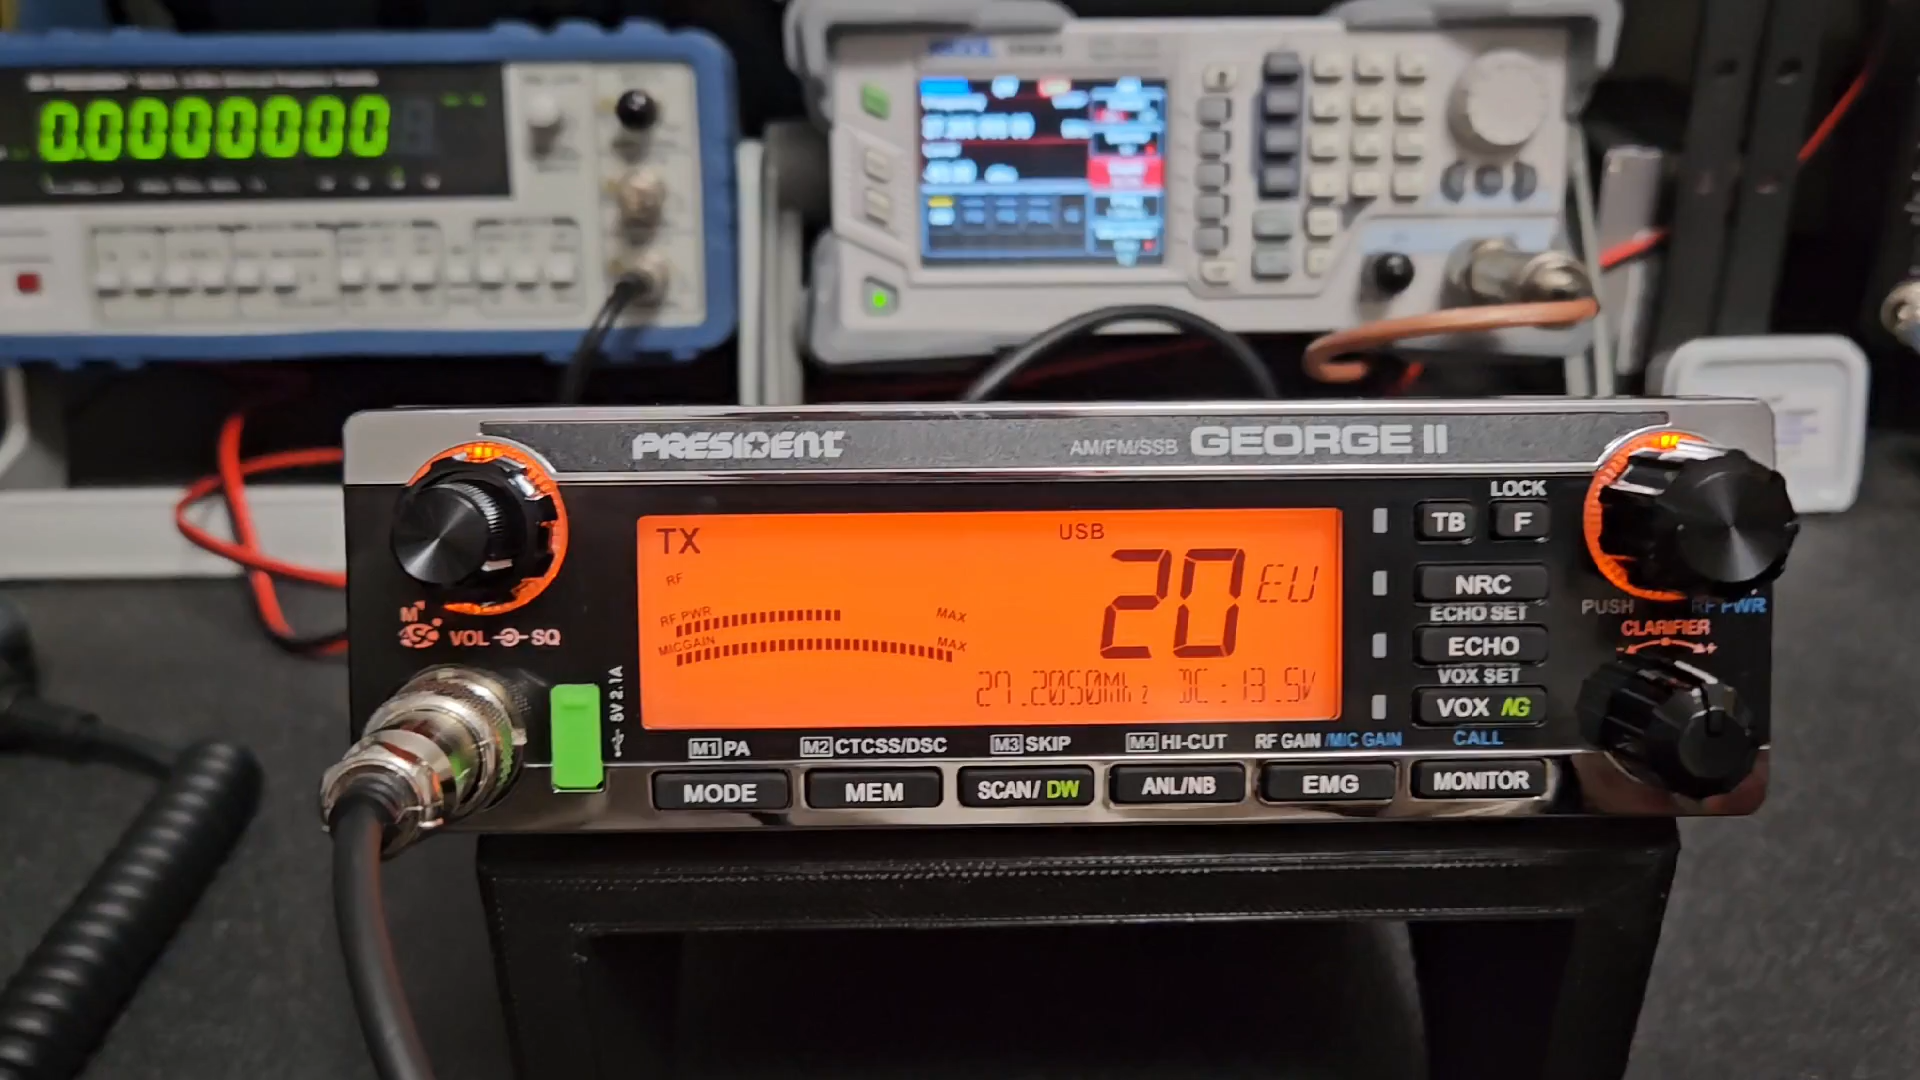 0.0000000
PRESIDENT
AM/FM/SSB GEORGE II
LOCK
TB F
NRC
ECHO SET
ECHO
VOX SET
VOX NG
CALL
PUSH RF PWR
CLARIFIER
- +
TX USB
20 EU
RF
RF PWR MAX
MIC GAIN MAX
27.2050MHz DC:13.5V
M
ASC VOL SQ
5V 2.1A
M1 PA M2 CTCSS/DSC M3 SKIP M4 HI-CUT RF GAIN/MIC GAIN
MODE MEM SCAN/DW ANL/NB EMG MONITOR